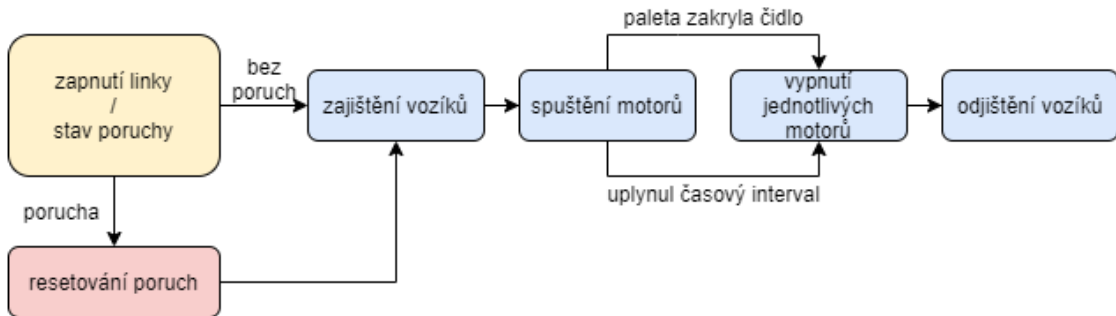 paleta zakryla čidlo
zapnutí linky
/
stav poruchy
bez
poruch
zajištění vozíků
spuštění motorů
vypnutí
jednotlivých
motorů
odjištění vozíků
uplynul časový interval
porucha
resetování poruch